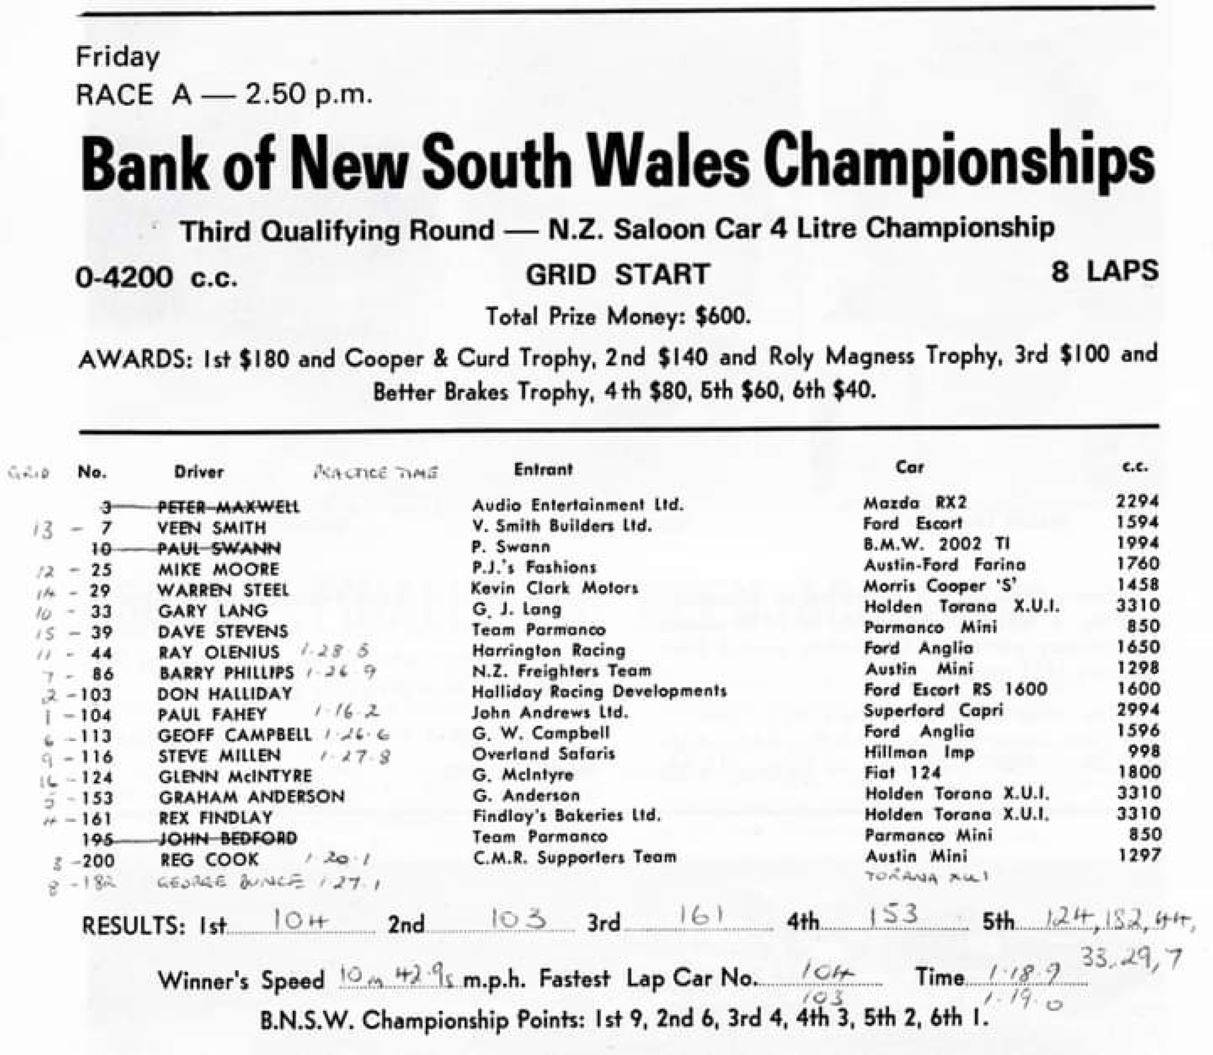 Friday
RACE A — 2.50 p.m.
Bank of New South Wales Championships
Third Qualifying Round — N.Z. Saloon Car 4 Litre Championship
0-4200 c.c. GRID START 8 LAPS
Total Prize Money: $600.
AWARDS: 1st $180 and Cooper & Curd Trophy, 2nd $140 and Roly Magness Trophy, 3rd $100 and
Better Brakes Trophy, 4th $80, 5th $60, 6th $40.
GRID No. Driver PRACTICE TIME Entrant Car c.c.
3 PETER MAXWELL Audio Entertainment Ltd. Mazda RX2 2294
13 - 7 VEEN SMITH V. Smith Builders Ltd. Ford Escort 1594
10 PAUL SWANN P. Swann B.M.W. 2002 TI 1994
12 - 25 MIKE MOORE P.J.'s Fashions Austin-Ford Farina 1760
14 - 29 WARREN STEEL Kevin Clark Motors Morris Cooper 'S' 1458
10 - 33 GARY LANG G. J. Lang Holden Torana X.U.I. 3310
15 - 39 DAVE STEVENS Team Parmanco Parmanco Mini 850
11 - 44 RAY OLENIUS 1.28.5 Harrington Racing Ford Anglia 1650
7 - 86 BARRY PHILLIPS 1.26.9 N.Z. Freighters Team Austin Mini 1298
2 - 103 DON HALLIDAY Halliday Racing Developments Ford Escort RS 1600 1600
1 - 104 PAUL FAHEY 1.16.2 John Andrews Ltd. Superford Capri 2994
6 - 113 GEOFF CAMPBELL 1.26.6 G. W. Campbell Ford Anglia 1596
9 - 116 STEVE MILLEN 1.27.8 Overland Safaris Hillman Imp 998
16 - 124 GLENN McINTYRE G. McIntyre Fiat 124 1800
5 - 153 GRAHAM ANDERSON G. Anderson Holden Torana X.U.I. 3310
4 - 161 REX FINDLAY Findlay's Bakeries Ltd. Holden Torana X.U.I. 3310
195 JOHN BEDFORD Team Parmanco Parmanco Mini 850
3 - 200 REG COOK 1.20.1 C.M.R. Supporters Team Austin Mini 1297
8 - 182 GEORGE BUNCE 1.27.1 TORANA XU1
RESULTS: 1st 104 2nd 103 3rd 161 4th 153 5th 124, 182, 44,
33, 29, 7
Winner's Speed 10m 42.9s m.p.h. Fastest Lap Car No. 104 Time 1.18.9
103 1.19.0
B.N.S.W. Championship Points: 1st 9, 2nd 6, 3rd 4, 4th 3, 5th 2, 6th 1.